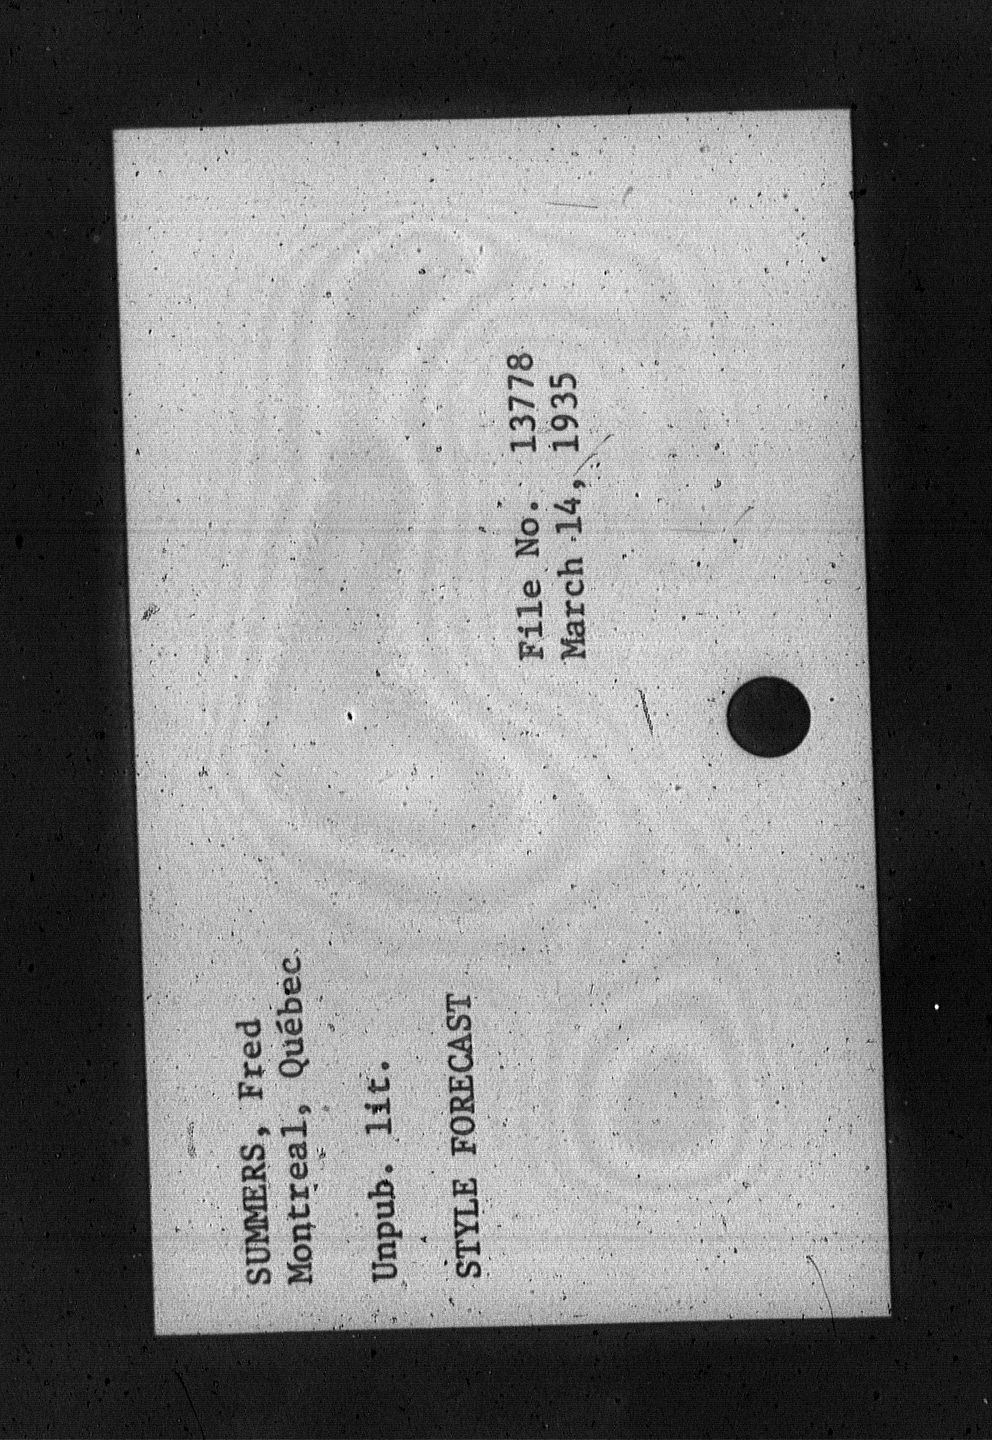 SUMMERS, Fred
Montreal, Québec
Unpub. lit.
STYLE FORECAST
File No. 13778
March 14, 1935